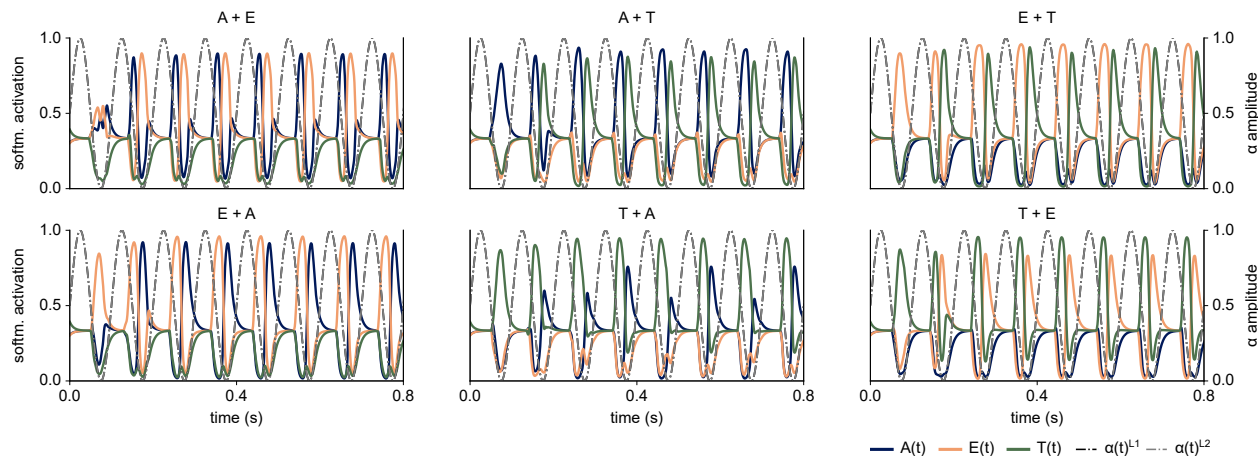 A + E
A + T
E + T
1.0
0.5
0.0
softm. activation
1.0
0.5
0.0
α amplitude
E + A
T + A
T + E
1.0
0.5
0.0
softm. activation
1.0
0.5
0.0
α amplitude
0.0 0.4 0.8
0.0 0.4 0.8
0.0 0.4 0.8
time (s)
time (s)
time (s)
A(t) E(t) T(t) α(t)^L1 α(t)^L2